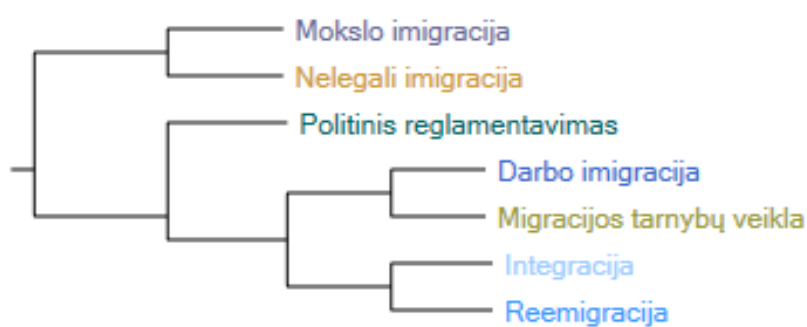 Mokslo imigracija
Nelegali imigracija
Politinis reglamentavimas
Darbo imigracija
Migracijos tarnybų veikla
Integracija
Reemigracija